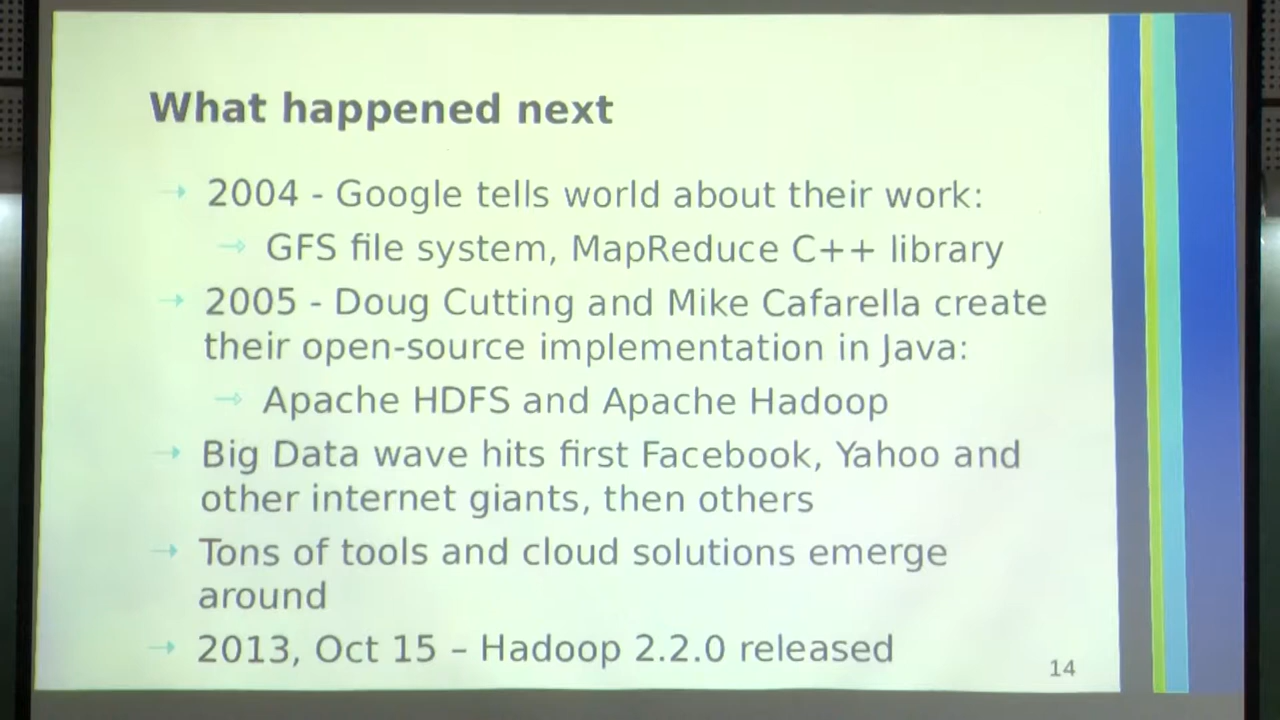 What happened next
2004 - Google tells world about their work:
GFS file system, MapReduce C++ library
2005 - Doug Cutting and Mike Cafarella create
their open-source implementation in Java:
Apache HDFS and Apache Hadoop
Big Data wave hits first Facebook, Yahoo and
other internet giants, then others
Tons of tools and cloud solutions emerge
around
2013, Oct 15 – Hadoop 2.2.0 released
14